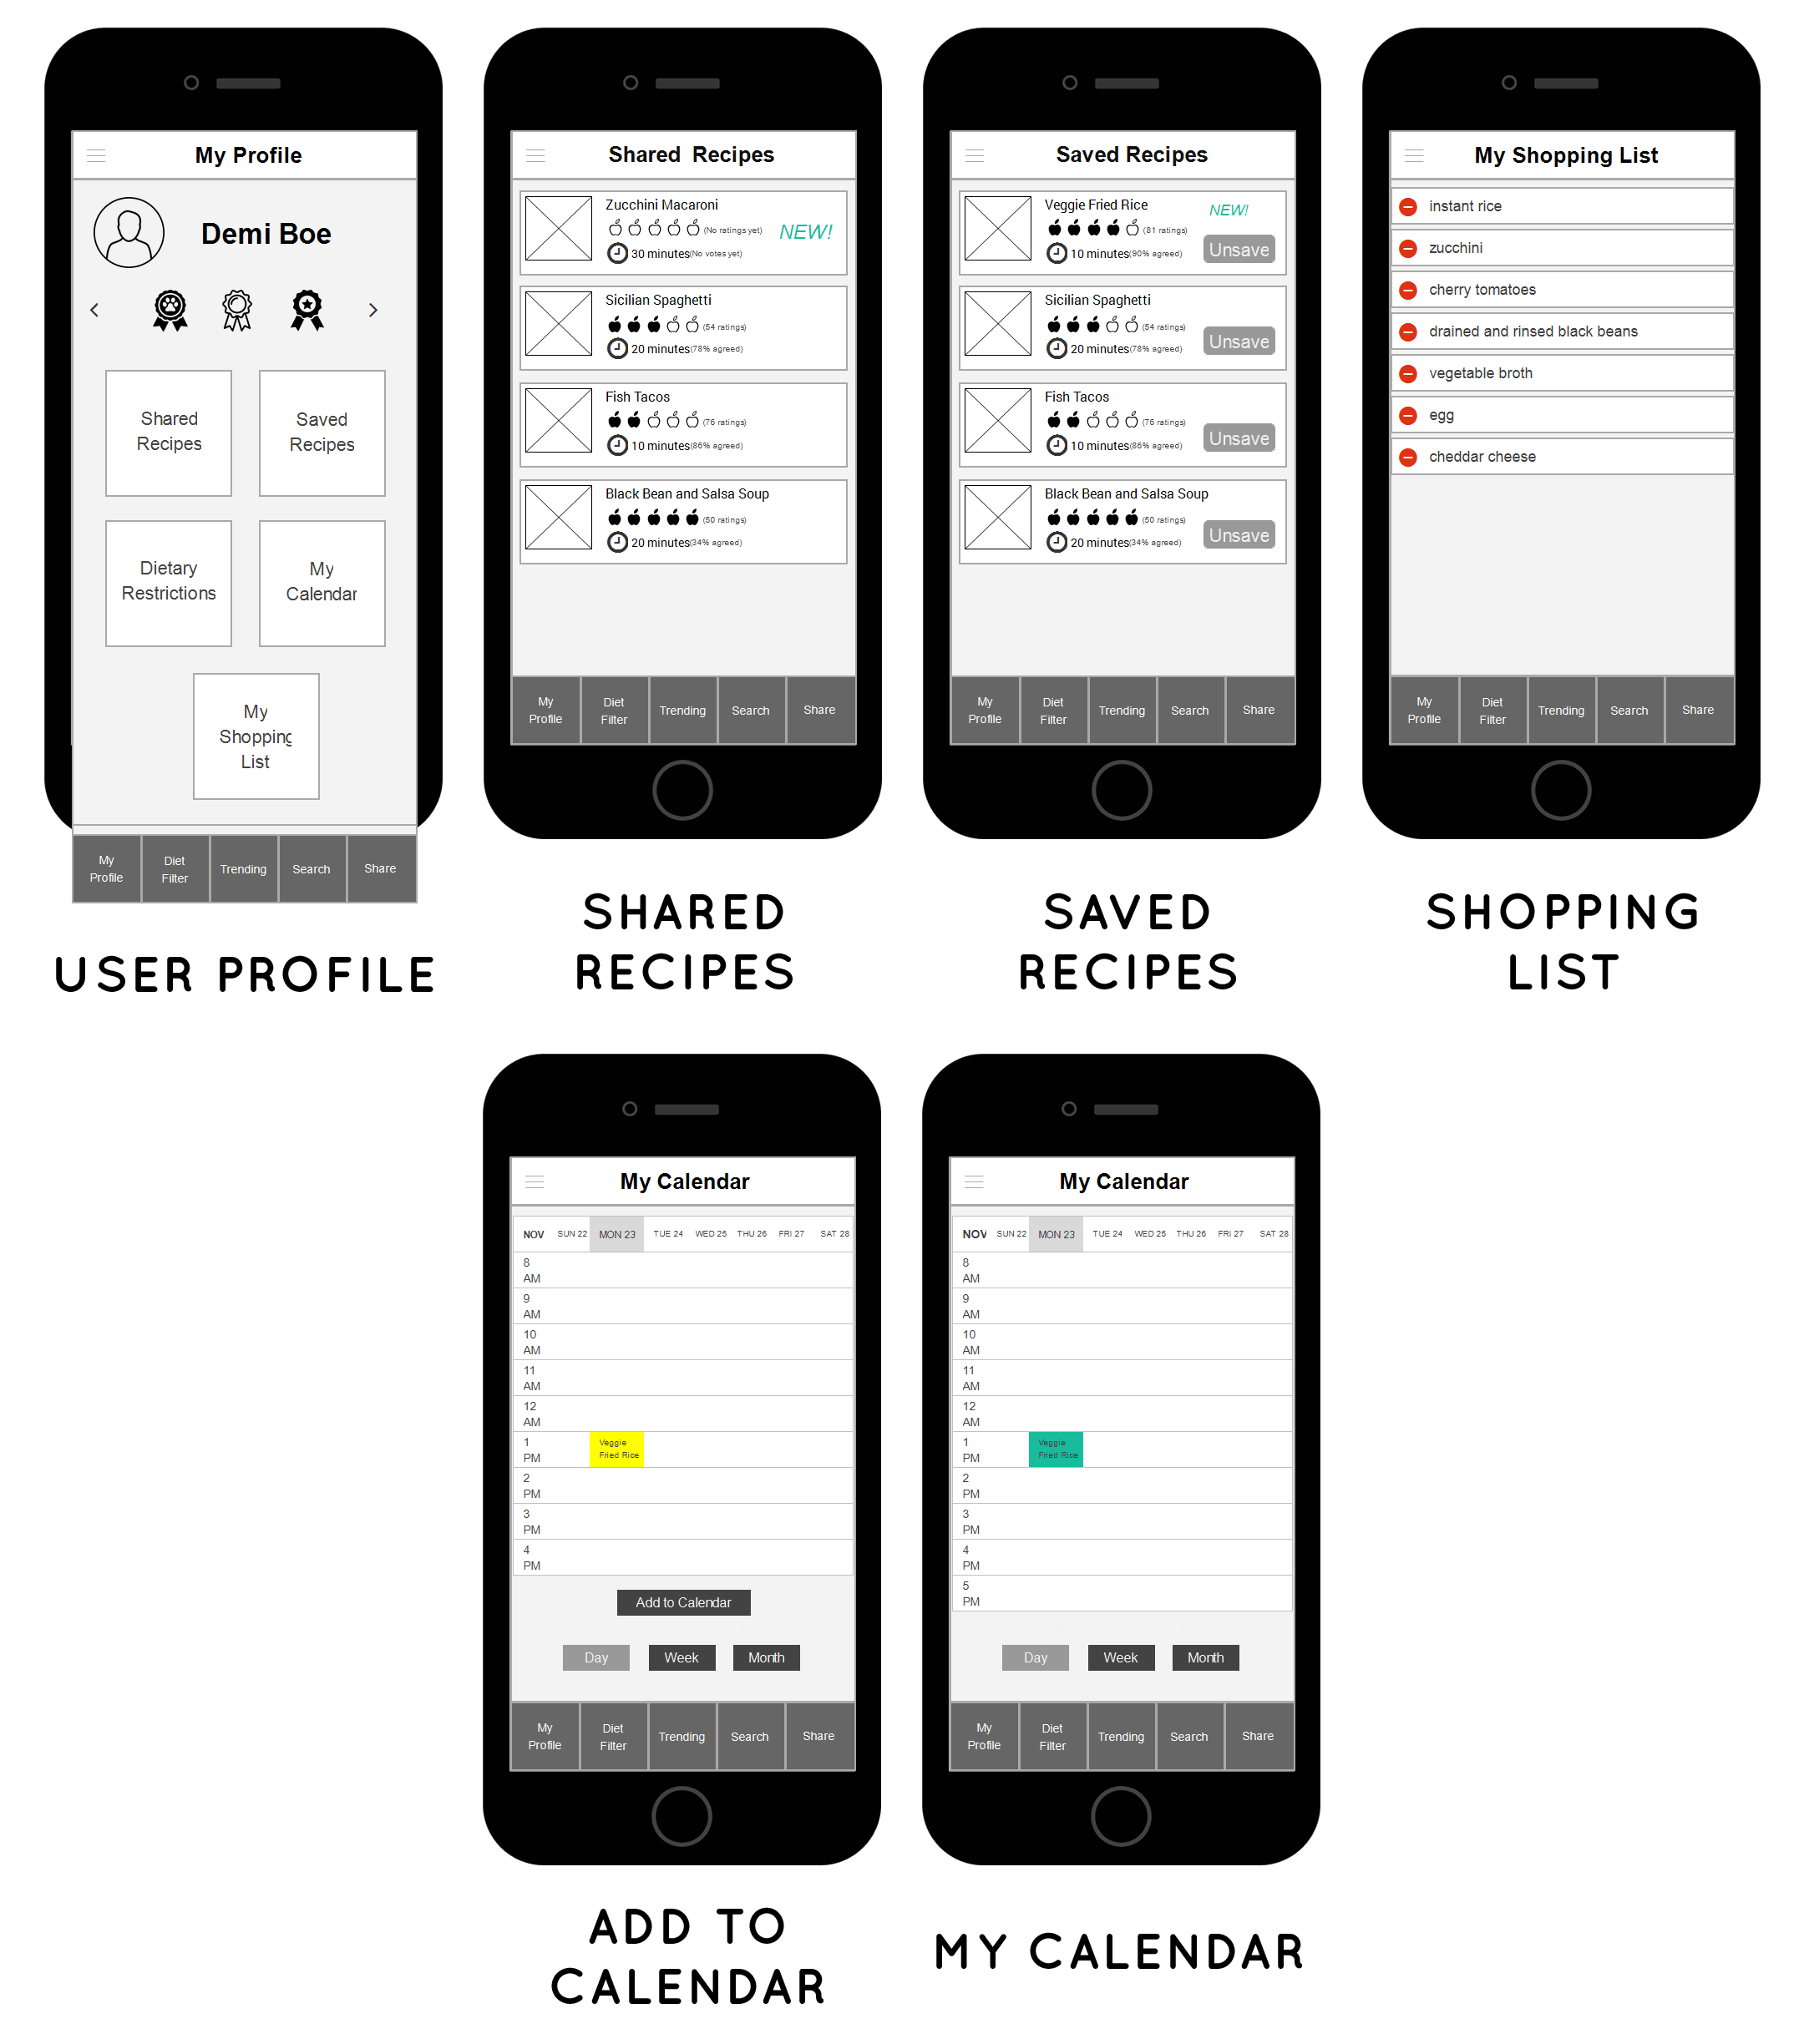 My Profile
Demi Boe
Shared
Recipes
Saved
Recipes
Dietary
Restrictions
My
Calendar
My
Shopping
List
My
Profile
Diet
Filter
Trending
Search
Share
USER PROFILE
Shared Recipes
Zucchini Macaroni
(No ratings yet)
NEW!
30 minutes(No votes yet)
Sicilian Spaghetti
(54 ratings)
20 minutes(78% agreed)
Fish Tacos
(76 ratings)
10 minutes(86% agreed)
Black Bean and Salsa Soup
(50 ratings)
20 minutes(34% agreed)
My
Profile
Diet
Filter
Trending
Search
Share
SHARED
RECIPES
Saved Recipes
Veggie Fried Rice
NEW!
(81 ratings)
Unsave
10 minutes(90% agreed)
Sicilian Spaghetti
(54 ratings)
Unsave
20 minutes(78% agreed)
Fish Tacos
(76 ratings)
Unsave
10 minutes(86% agreed)
Black Bean and Salsa Soup
(50 ratings)
Unsave
20 minutes(34% agreed)
My
Profile
Diet
Filter
Trending
Search
Share
SAVED
RECIPES
My Shopping List
instant rice
zucchini
cherry tomatoes
drained and rinsed black beans
vegetable broth
egg
cheddar cheese
My
Profile
Diet
Filter
Trending
Search
Share
SHOPPING
LIST
My Calendar
NOV SUN 22 MON 23 TUE 24 WED 25 THU 26 FRI 27 SAT 28
8
AM
9
AM
10
AM
11
AM
12
AM
1
PM
Veggie
Fried Rice
2
PM
3
PM
4
PM
Add to Calendar
Day Week Month
My
Profile
Diet
Filter
Trending
Search
Share
ADD TO
CALENDAR
My Calendar
NOV SUN 22 MON 23 TUE 24 WED 25 THU 26 FRI 27 SAT 28
8
AM
9
AM
10
AM
11
AM
12
AM
1
PM
Veggie
Fried Rice
2
PM
3
PM
4
PM
5
PM
Day Week Month
My
Profile
Diet
Filter
Trending
Search
Share
MY CALENDAR